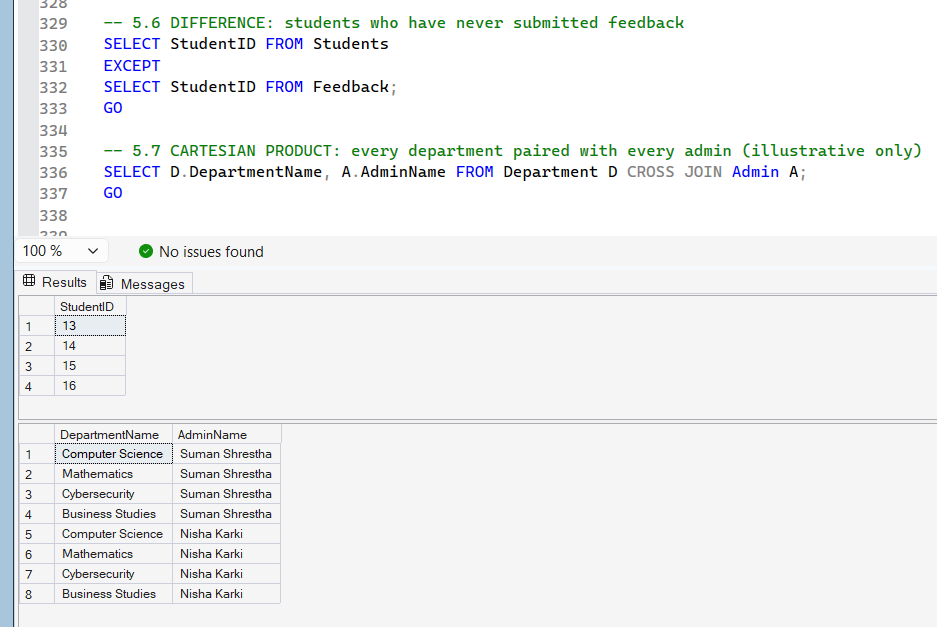 328
329 -- 5.6 DIFFERENCE: students who have never submitted feedback
330 SELECT StudentID FROM Students
331 EXCEPT
332 SELECT StudentID FROM Feedback;
333 GO
334
335 -- 5.7 CARTESIAN PRODUCT: every department paired with every admin (illustrative only)
336 SELECT D.DepartmentName, A.AdminName FROM Department D CROSS JOIN Admin A;
337 GO
338
339
100 % No issues found
Results Messages
StudentID
1 13
2 14
3 15
4 16
DepartmentName AdminName
1 Computer Science Suman Shrestha
2 Mathematics Suman Shrestha
3 Cybersecurity Suman Shrestha
4 Business Studies Suman Shrestha
5 Computer Science Nisha Karki
6 Mathematics Nisha Karki
7 Cybersecurity Nisha Karki
8 Business Studies Nisha Karki